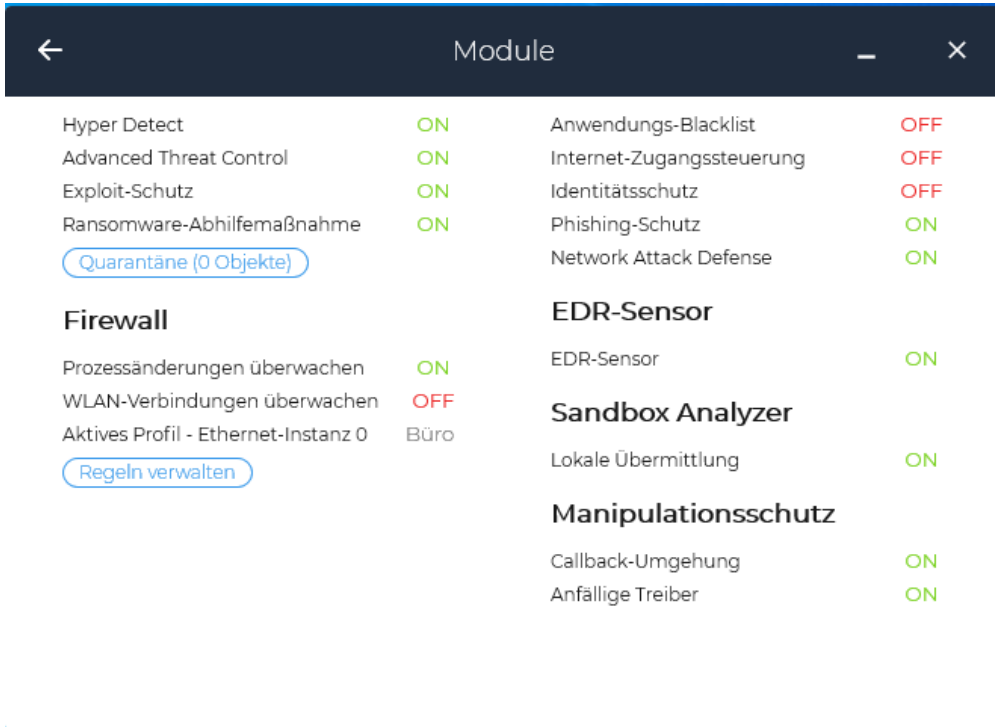 Module
Hyper Detect ON
Advanced Threat Control ON
Exploit-Schutz ON
Ransomware-Abhilfemaßnahme ON
Quarantäne (0 Objekte)
Firewall
Prozessänderungen überwachen ON
WLAN-Verbindungen überwachen OFF
Aktives Profil - Ethernet-Instanz 0 Büro
Regeln verwalten
Anwendungs-Blacklist OFF
Internet-Zugangssteuerung OFF
Identitätsschutz OFF
Phishing-Schutz ON
Network Attack Defense ON
EDR-Sensor
EDR-Sensor ON
Sandbox Analyzer
Lokale Übermittlung ON
Manipulationsschutz
Callback-Umgehung ON
Anfällige Treiber ON